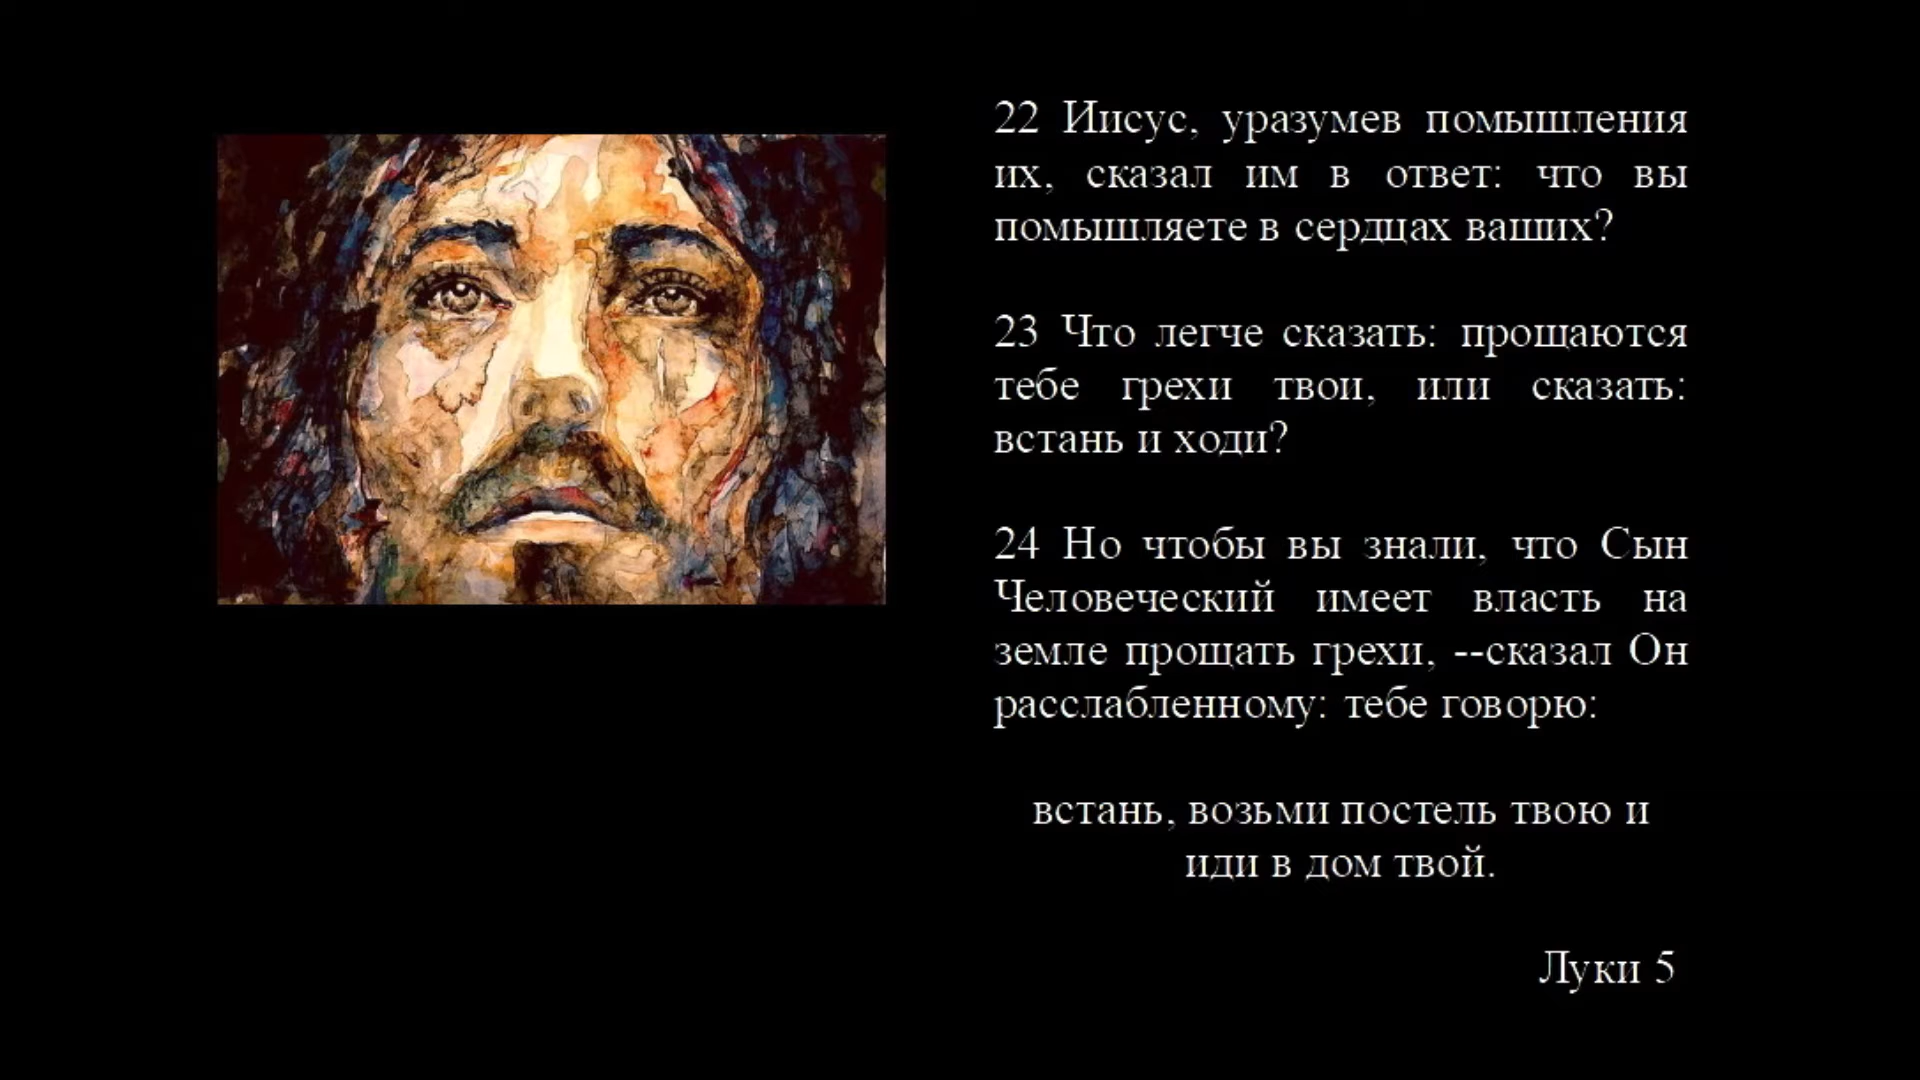 22 Иисус, уразумев помышления
их, сказал им в ответ: что вы
помышляете в сердцах ваших?
23 Что легче сказать: прощаются
тебе грехи твои, или сказать:
встань и ходи?
24 Но чтобы вы знали, что Сын
Человеческий имеет власть на
земле прощать грехи, --сказал Он
расслабленному: тебе говорю:
встань, возьми постель твою и
иди в дом твой.
Луки 5